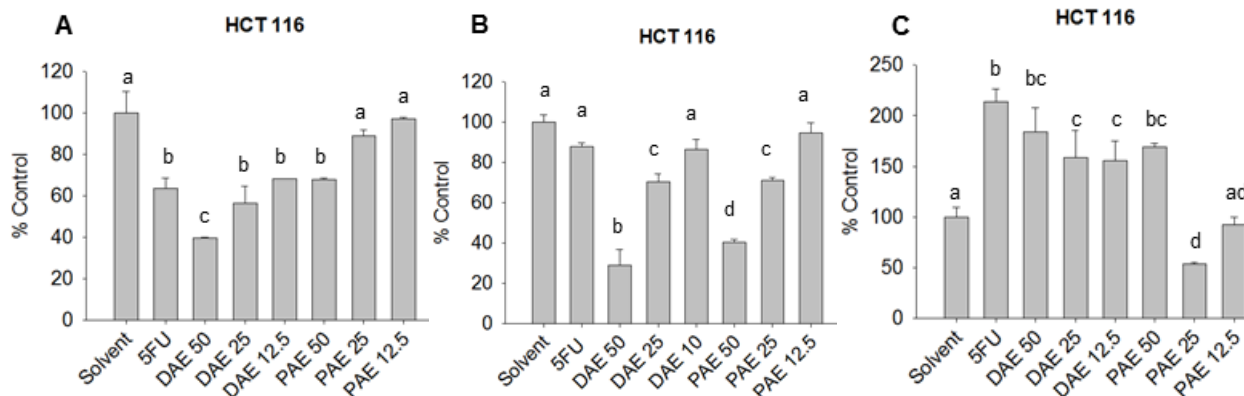 A
HCT 116
% Control
120
100
80
60
40
20
0
a
b
c
b
b
b
a
a
Solvent
5FU
DAE 50
DAE 25
DAE 12.5
PAE 50
PAE 25
PAE 12.5
B
HCT 116
% Control
120
100
80
60
40
20
0
a
a
b
c
a
d
c
a
Solvent
5FU
DAE 50
DAE 25
DAE 10
PAE 50
PAE 25
PAE 12.5
C
HCT 116
% Control
250
200
150
100
50
0
a
b
bc
c
c
bc
d
ad
Solvent
5FU
DAE 50
DAE 25
DAE 12.5
PAE 50
PAE 25
PAE 12.5